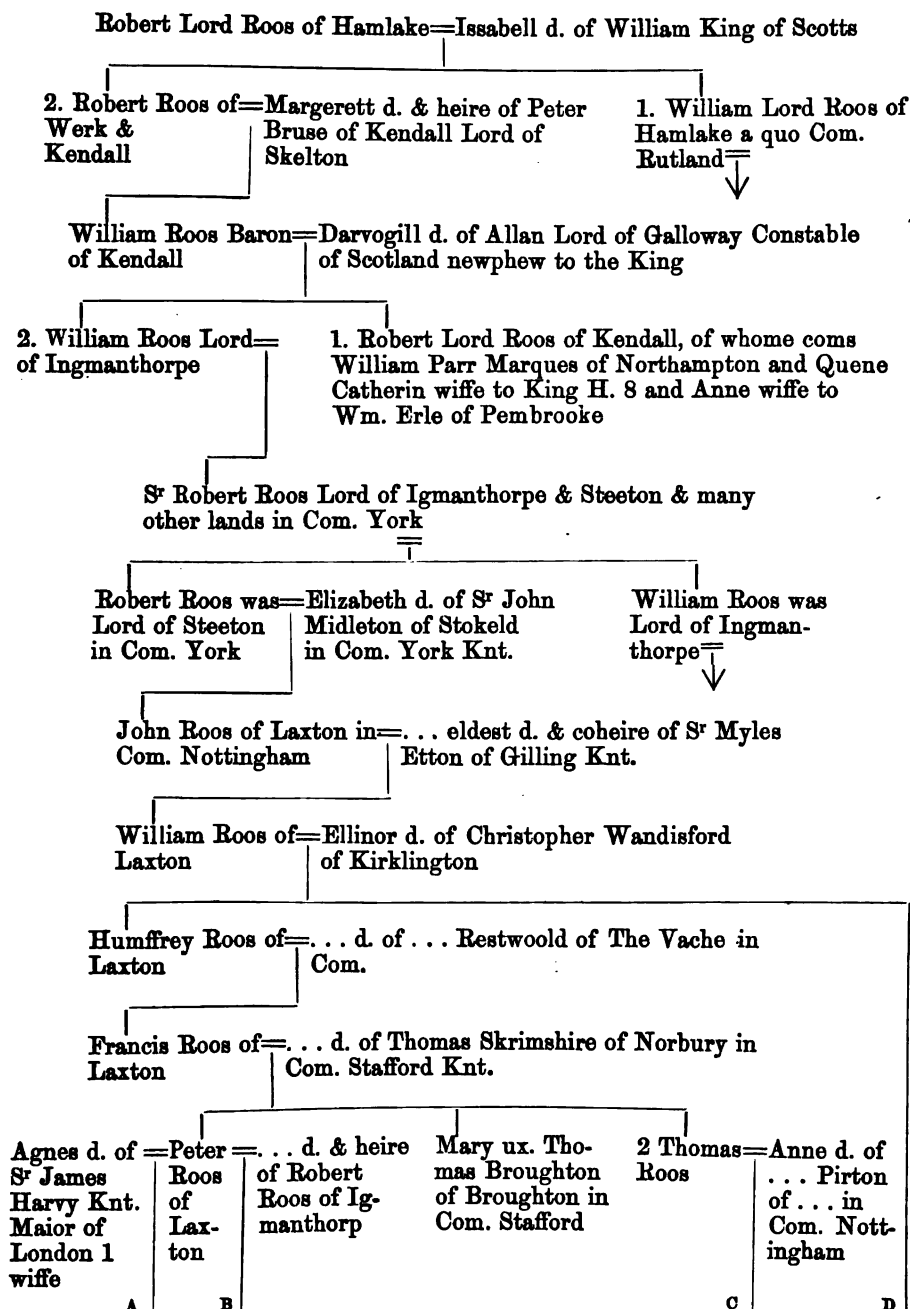 Robert Lord Roos of Hamlake=Issabell d. of William King of Scotts
2. Robert Roos of=
Werk &
Kendall
Margerett d. & heire of Peter
Bruse of Kendall Lord of
Skelton
1. William Lord Roos of
Hamlake a quo Com.
Rutland=
William Roos Baron=
of Kendall
Darvogill d. of Allan Lord of Galloway Constable
of Scotland newphew to the King
2. William Roos Lord=
of Ingmanthorpe
1. Robert Lord Roos of Kendall, of whome coms
William Parr Marques of Northampton and Quene
Catherin wiffe to King H. 8 and Anne wiffe to
Wm. Erle of Pembrooke
Sr Robert Roos Lord of Igmanthorpe & Steeton & many
other lands in Com. York
=
Robert Roos was=
Lord of Steeton
in Com. York
Elizabeth d. of Sr John
Midleton of Stokeld
in Com. York Knt.
William Roos was
Lord of Ingman-
thorpe=
John Roos of Laxton in=
Com. Nottingham
... eldest d. & coheire of Sr Myles
Etton of Gilling Knt.
William Roos of=
Laxton
Ellinor d. of Christopher Wandisford
of Kirklington
Humffrey Roos of=
Laxton
... d. of ... Restwoold of The Vache in
Com.
Francis Roos of=
Laxton
... d. of Thomas Skrimshire of Norbury in
Com. Stafford Knt.
Agnes d. of =
Sr James
Harvy Knt.
Maior of
London 1
wiffe
Peter =
Roos
of
Lax-
ton
... d. & heire
of Robert
Roos of Ig-
manthorp
Mary ux. Tho-
mas Broughton
of Broughton in
Com. Stafford
2 Thomas=
Roos
Anne d. of
... Pirton
of ... in
Com. Nott-
ingham
A B C D